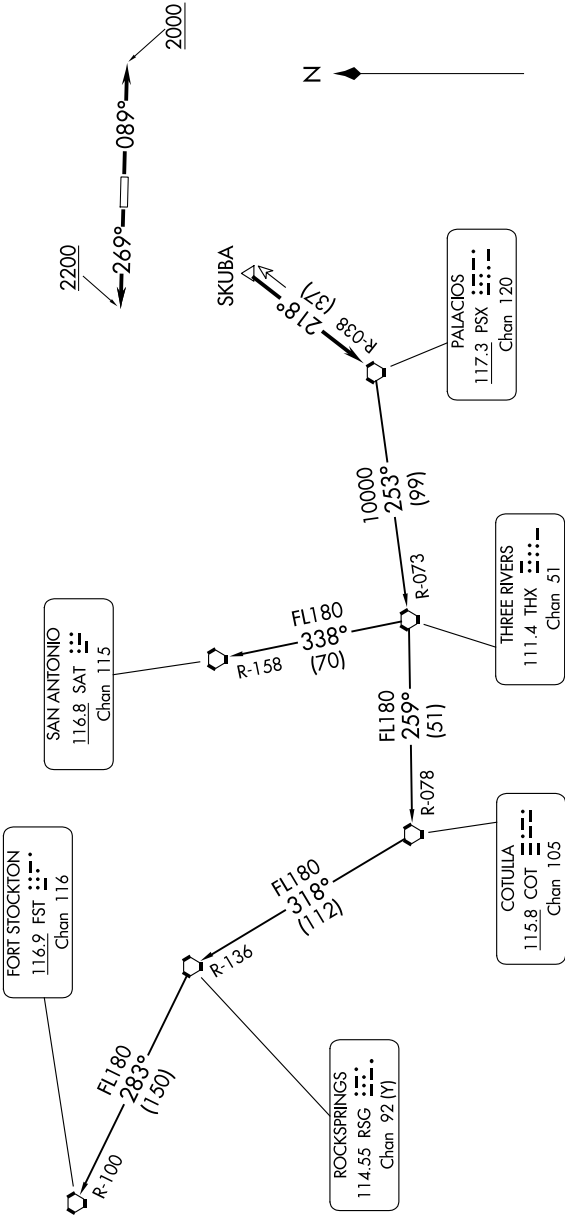 2000
089°
269°
2200
N
SKUBA
218°
(37)
R-038
PALACIOS
117.3 PSX
Chan 120
10000
253°
(99)
R-073
THREE RIVERS
111.4 THX
Chan 51
SAN ANTONIO
116.8 SAT
Chan 115
FL180
338°
(70)
R-158
FL180
259°
(51)
R-078
COTULLA
115.8 COT
Chan 105
FL180
318°
(112)
R-136
ROCKSPRINGS
114.55 RSG
Chan 92 (Y)
FL180
283°
(150)
R-100
FORT STOCKTON
116.9 FST
Chan 116